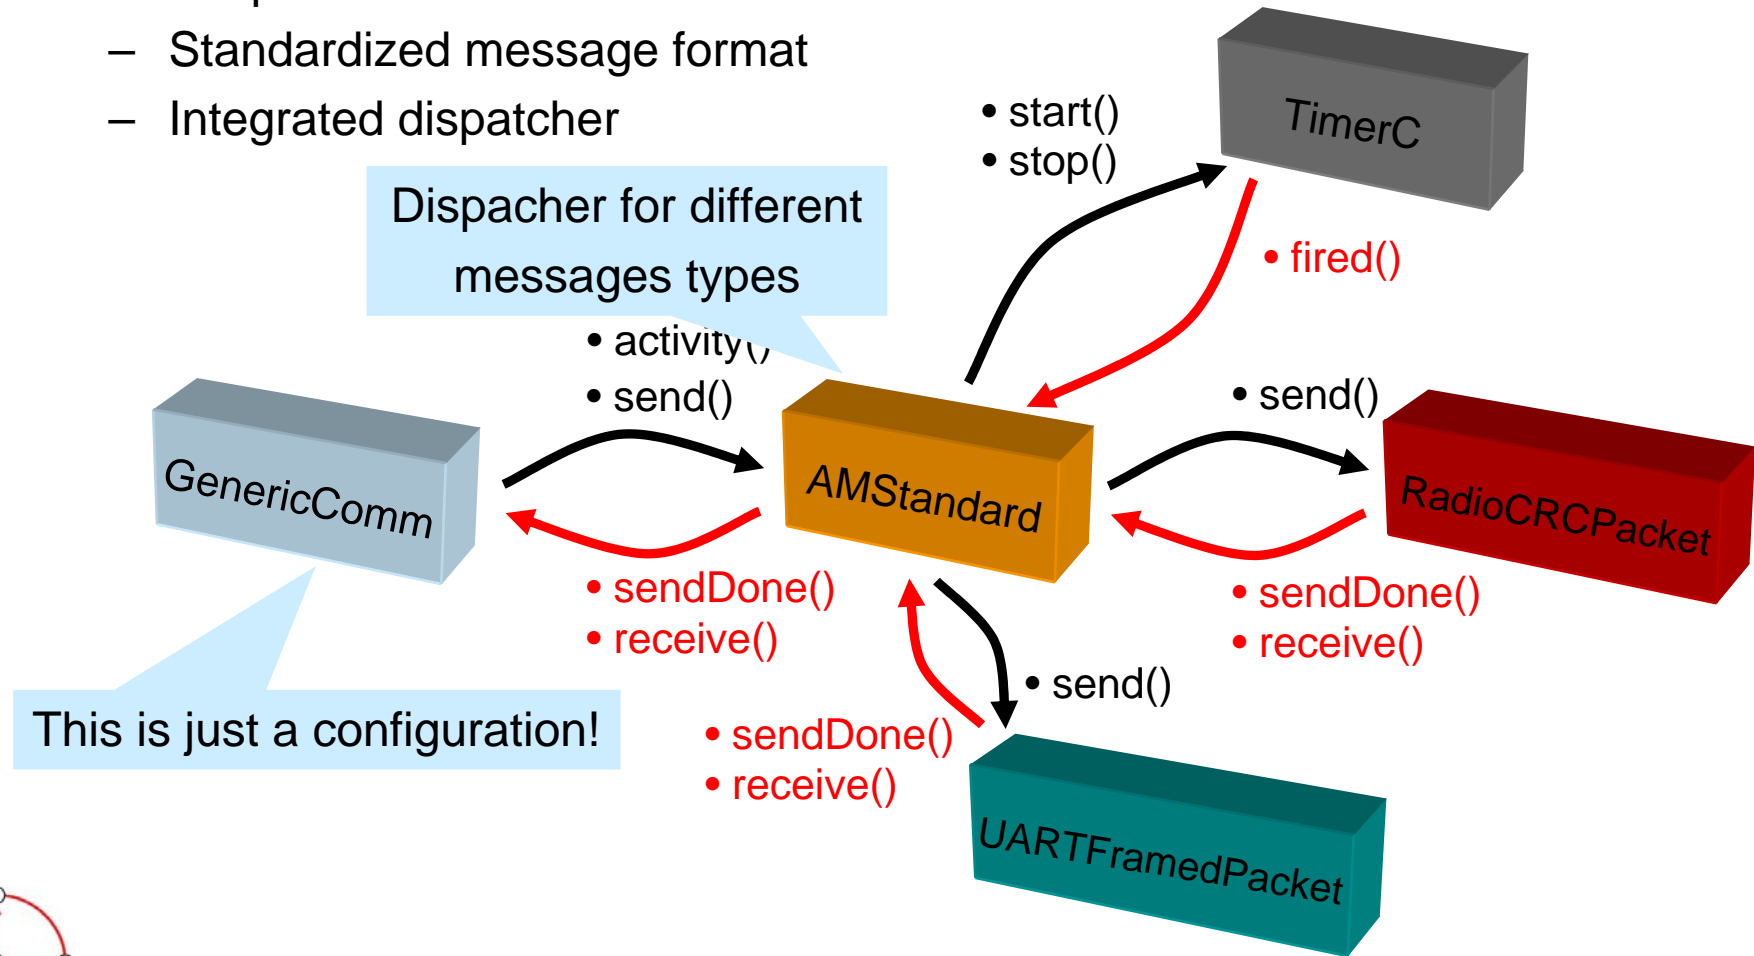 – Standardized message format
– Integrated dispatcher
• start()
• stop()
TimerC
Dispacher for different
messages types
• fired()
• activity()
• send()
• send()
GenericComm
AMStandard
RadioCRCPacket
• sendDone()
• receive()
• sendDone()
• receive()
• send()
This is just a configuration!
• sendDone()
• receive()
UARTFramedPacket